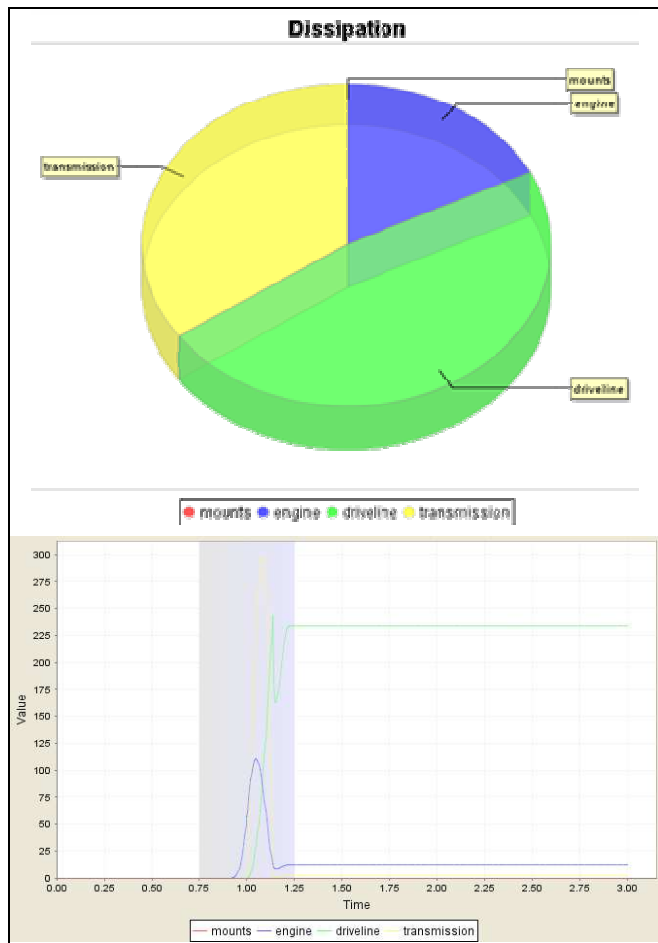 Dissipation
mounts
engine
transmission
driveline
mounts engine driveline transmission
300
275
250
225
200
175
150
125
100
75
50
25
0
Value
0.00 0.25 0.50 0.75 1.00 1.25 1.50 1.75 2.00 2.25 2.50 2.75 3.00
Time
mounts engine driveline transmission